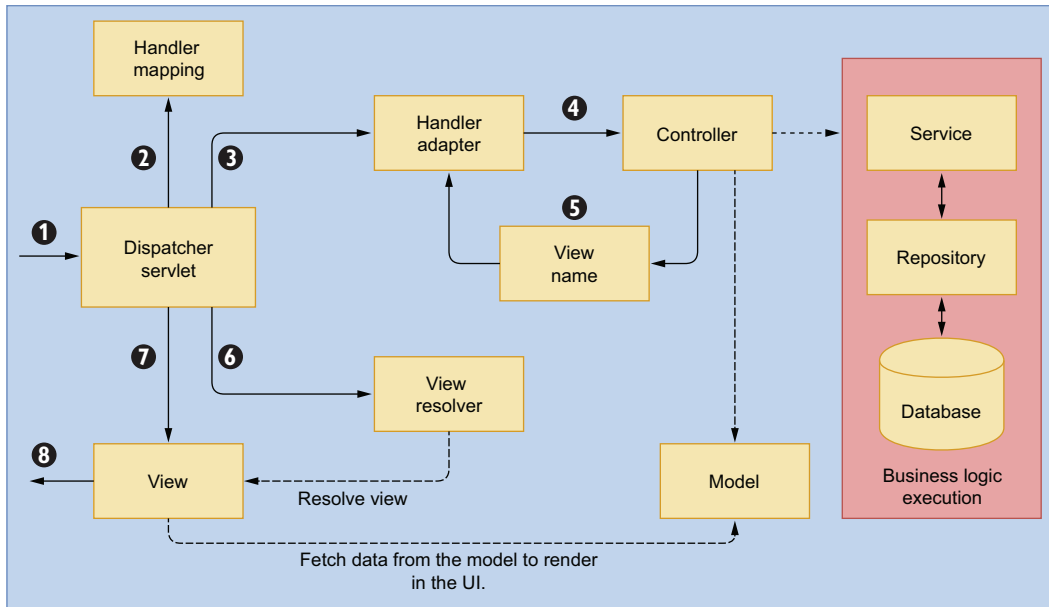 Handler
mapping
2
3
1
Dispatcher
servlet
Handler
adapter
4
Controller
5
View
name
Service
Repository
Database
Business logic
execution
7
6
View
resolver
8
View
Resolve view
Model
Fetch data from the model to render
in the UI.